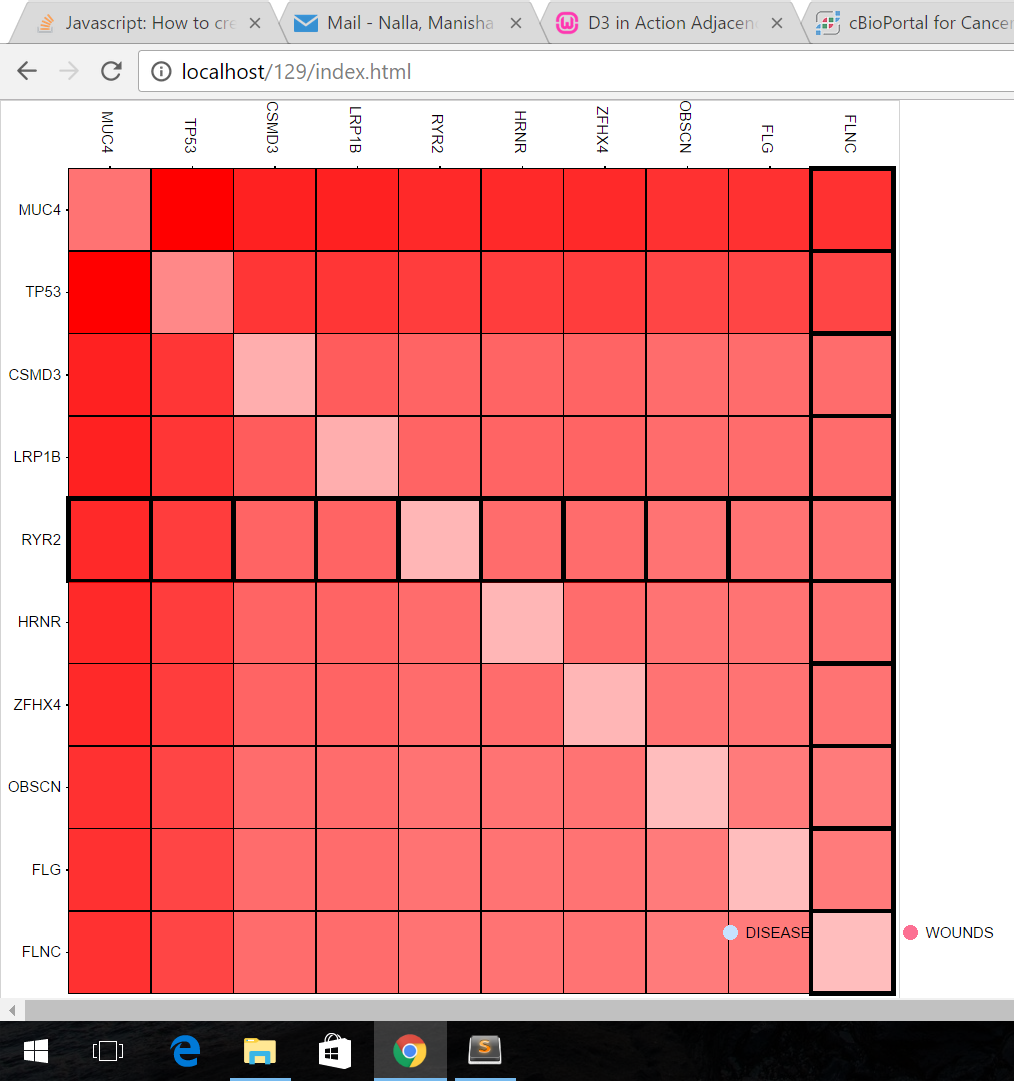 Javascript: How to cre
Mail - Nalla, Manisha
D3 in Action Adjacen
cBioPortal for Cancer
localhost/129/index.html
MUC4 TP53 CSMD3 LRP1B RYR2 HRNR ZFHX4 OBSCN FLG FLNC
MUC4
TP53
CSMD3
LRP1B
RYR2
HRNR
ZFHX4
OBSCN
FLG
DISEASE WOUNDS
FLNC